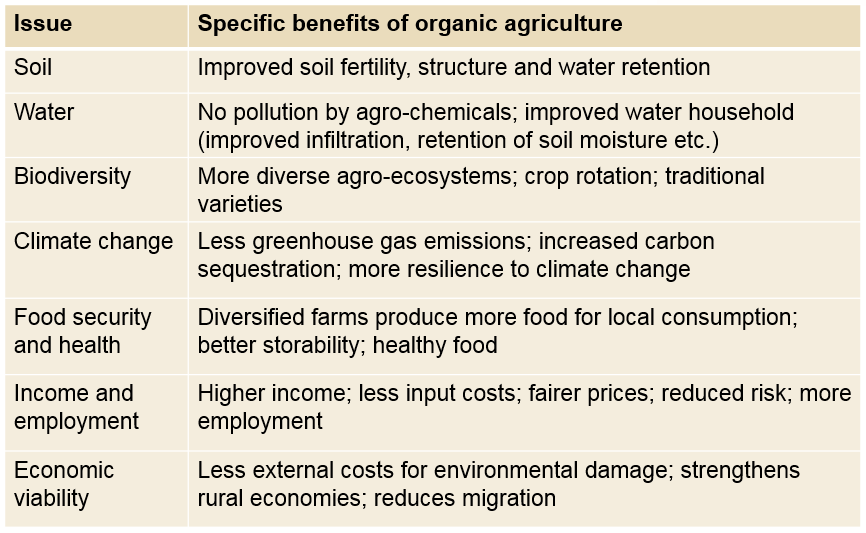 Issue
Specific benefits of organic agriculture
Soil
Improved soil fertility, structure and water retention
Water
No pollution by agro-chemicals; improved water household
(improved infiltration, retention of soil moisture etc.)
Biodiversity
More diverse agro-ecosystems; crop rotation; traditional
varieties
Climate change
Less greenhouse gas emissions; increased carbon
sequestration; more resilience to climate change
Food security
and health
Diversified farms produce more food for local consumption;
better storability; healthy food
Income and
employment
Higher income; less input costs; fairer prices; reduced risk; more
employment
Economic
viability
Less external costs for environmental damage; strengthens
rural economies; reduces migration